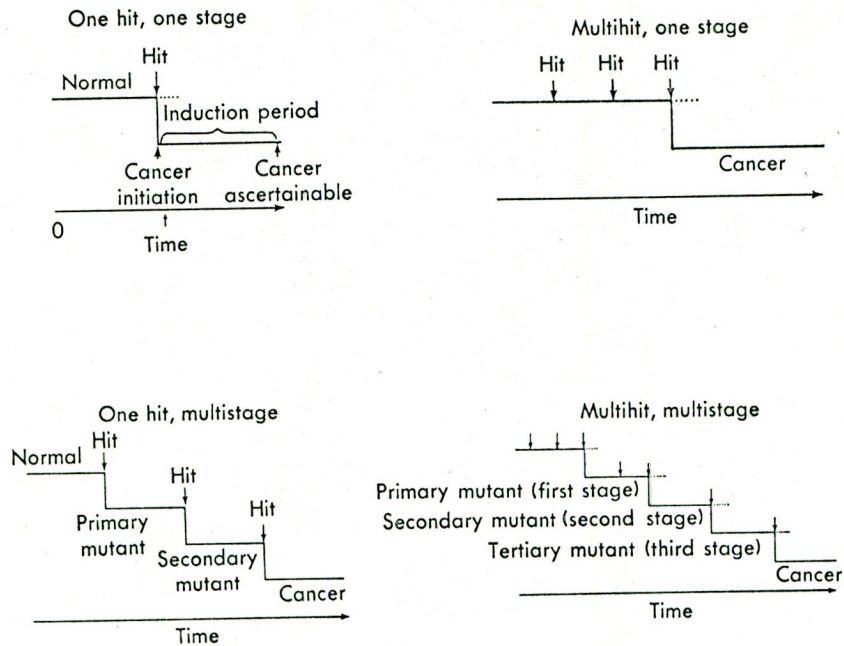 One hit, one stage
Hit
Normal
Induction period
Cancer
initiation
Cancer
ascertainable
0
Time
Multihit, one stage
Hit Hit Hit
Cancer
Time
One hit, multistage
Hit
Normal
Hit
Primary
mutant
Hit
Secondary
mutant
Cancer
Time
Multihit, multistage
Primary mutant (first stage)
Secondary mutant (second stage)
Tertiary mutant (third stage)
Cancer
Time